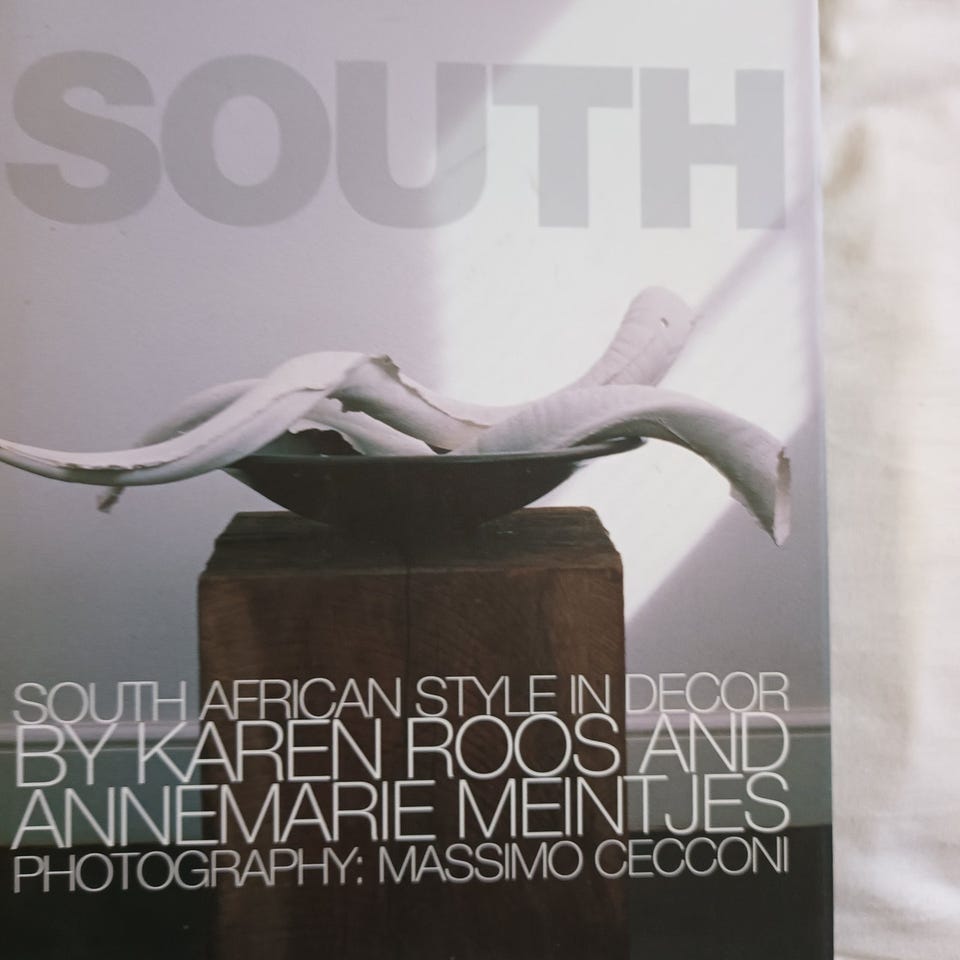 SOUTH
SOUTH AFRICAN STYLE IN DECOR
BY KAREN ROOS AND
ANNEMARIE MEINTJES
PHOTOGRAPHY: MASSIMO CECCONI